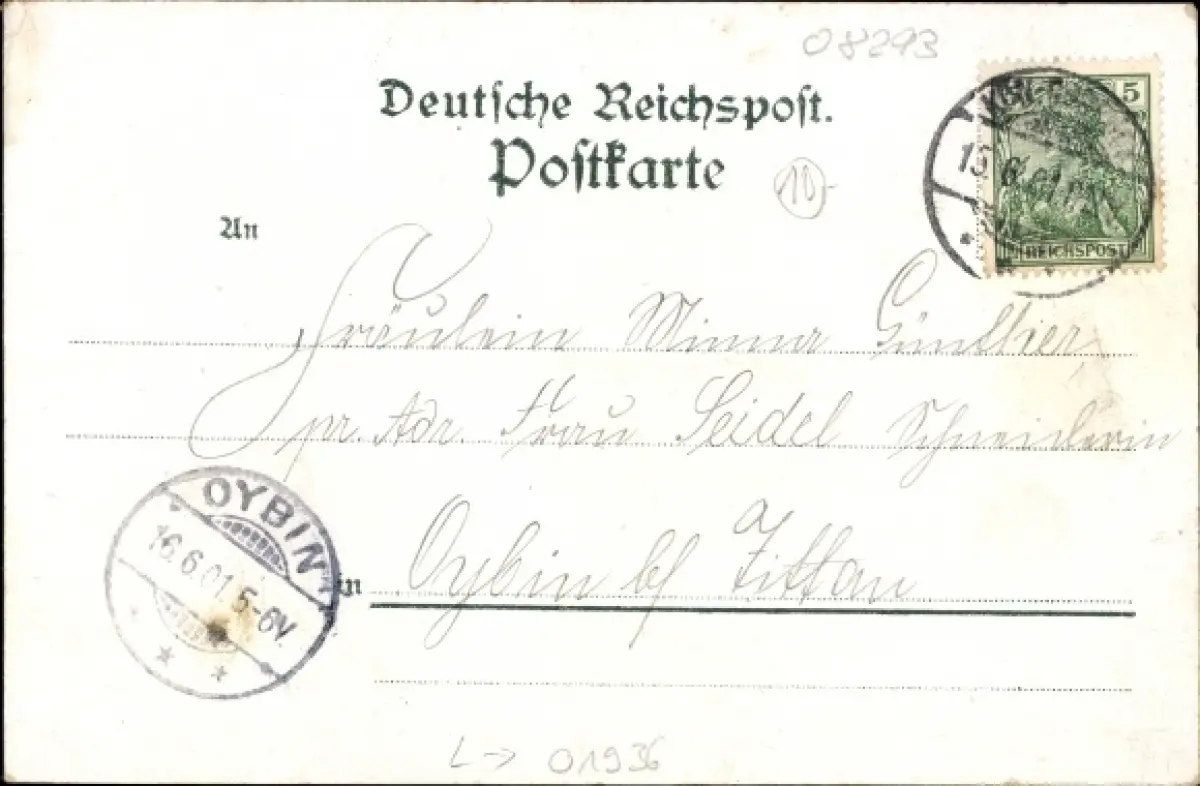 08293
Deutsche Reichspost.
Postkarte
10-
5
REICHSPOST
An
Fräulein Minna Günther,
pr. Adr. Frau Seidel Schneiderin
OYBIN
16.6.01 5-6V.
in Oybin b/ Zittau
L-> 01936